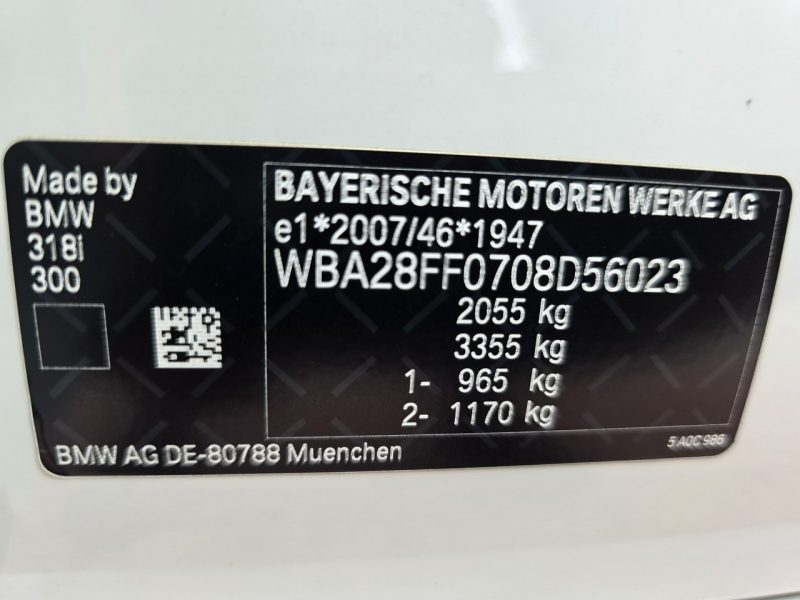 Made by
BMW
318i
300
BAYERISCHE MOTOREN WERKE AG
e1*2007/46*1947
WBA28FF0708D56023
2055 kg
3355 kg
1- 965 kg
2- 1170 kg
BMW AG DE-80788 Muenchen
5 A0C 986